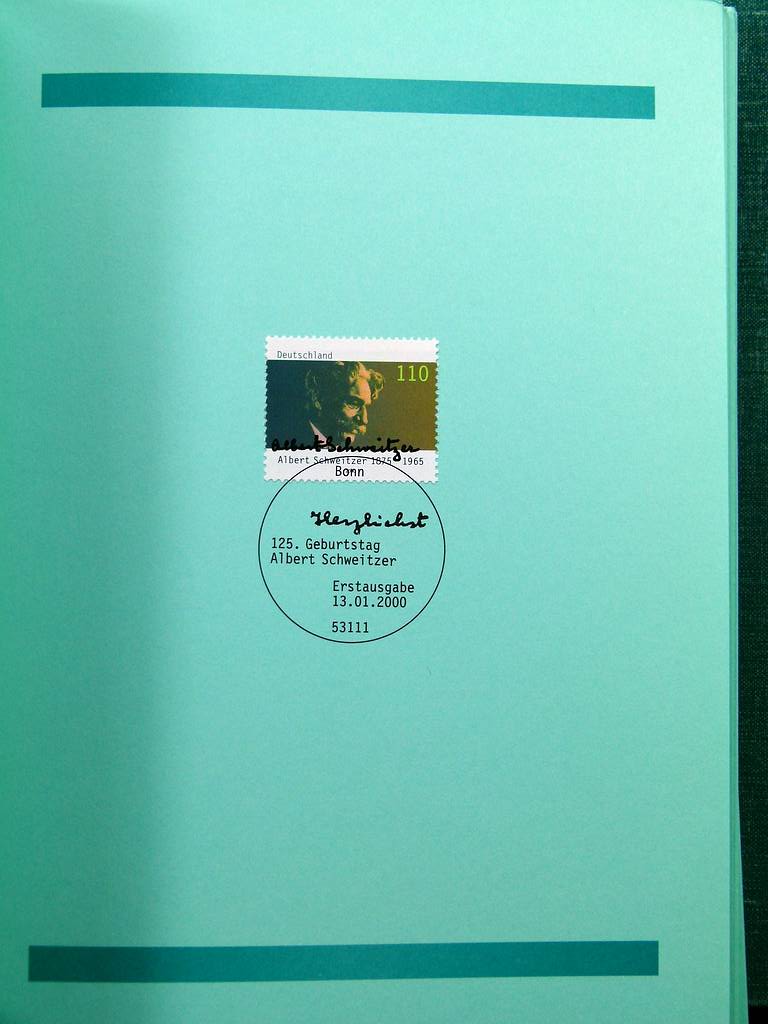 Deutschland
110
Albert Schweitzer
Albert Schweitzer 1875-1965
Bonn
Herzlichst
125. Geburtstag
Albert Schweitzer
Erstausgabe
13.01.2000
53111